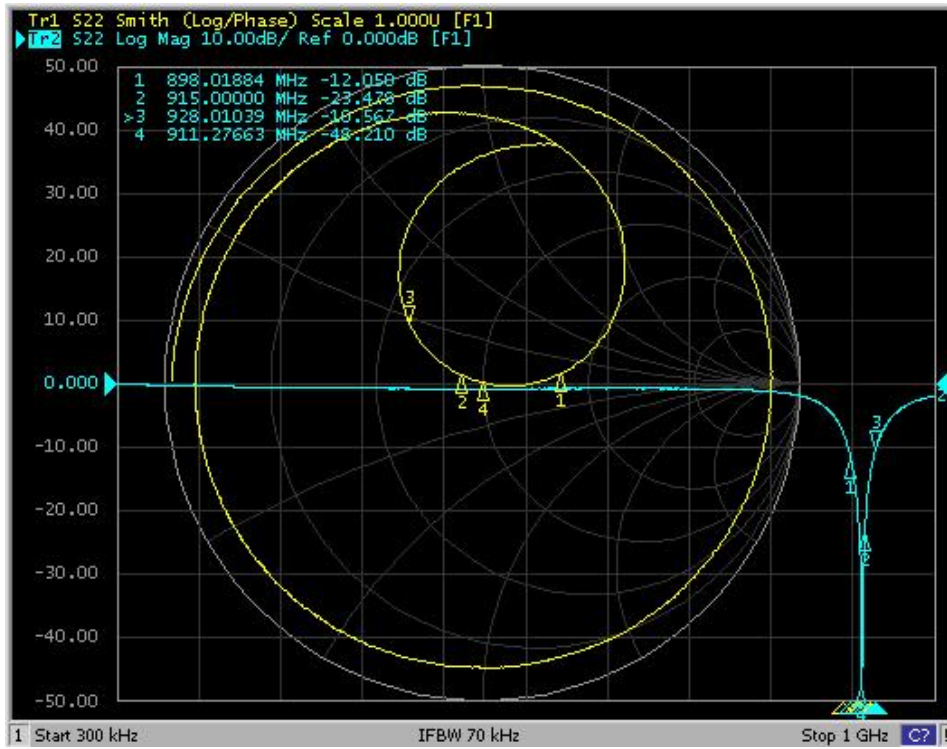 Tr1 S22 Smith (Log/Phase) Scale 1.000U [F1]
Tr2 S22 Log Mag 10.00dB/ Ref 0.000dB [F1]
50.00
1 898.01884 MHz -12.050 dB
2 915.00000 MHz -23.478 dB
>3 928.01039 MHz -10.567 dB
4 911.27663 MHz -48.210 dB
40.00
30.00
20.00
10.00
0.000
-10.00
-20.00
-30.00
-40.00
-50.00
3
2
4
1
3
1
2
4
2
1 Start 300 kHz
IFBW 70 kHz
Stop 1 GHz
C?